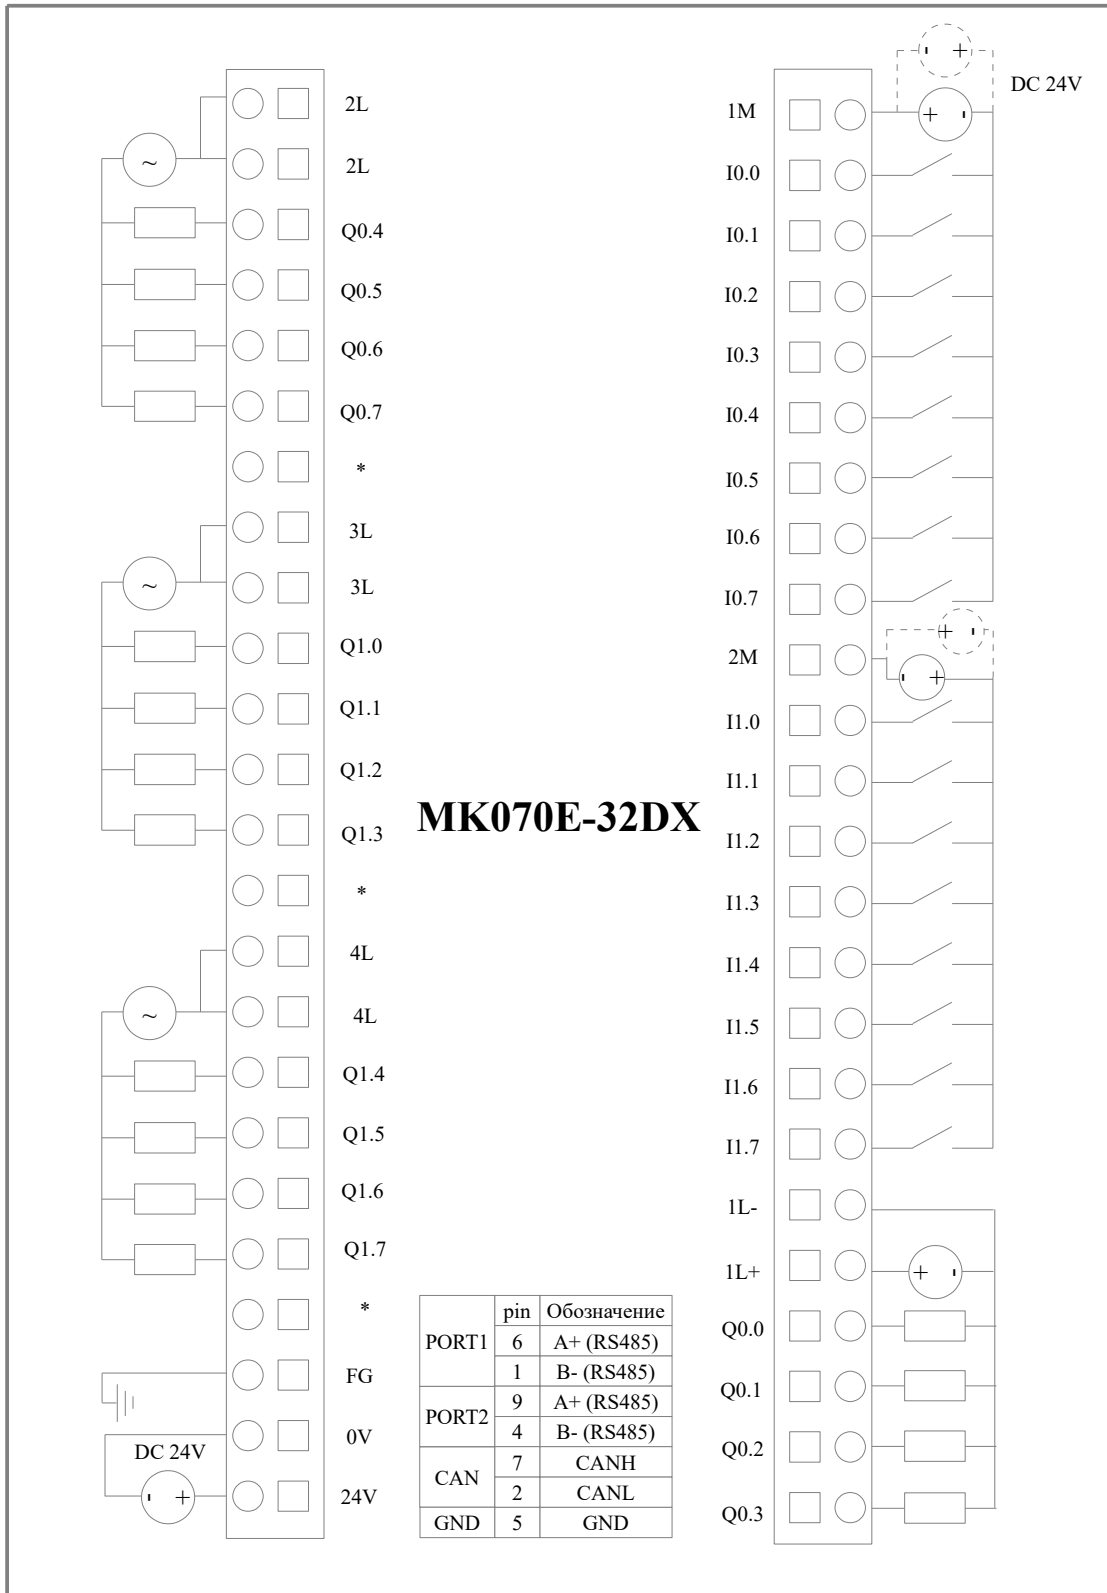 2L
2L
Q0.4
Q0.5
Q0.6
Q0.7
*
3L
3L
Q1.0
Q1.1
Q1.2
Q1.3
*
4L
4L
Q1.4
Q1.5
Q1.6
Q1.7
*
FG
0V
DC 24V
- +
24V
~
~
~
MK070E-32DX
pin Обозначение
PORT1 6 A+ (RS485)
1 B- (RS485)
PORT2 9 A+ (RS485)
4 B- (RS485)
CAN 7 CANH
2 CANL
GND 5 GND
- +
DC 24V
1M + -
I0.0
I0.1
I0.2
I0.3
I0.4
I0.5
I0.6
I0.7
+ -
2M
- +
I1.0
I1.1
I1.2
I1.3
I1.4
I1.5
I1.6
I1.7
1L-
1L+ + -
Q0.0
Q0.1
Q0.2
Q0.3